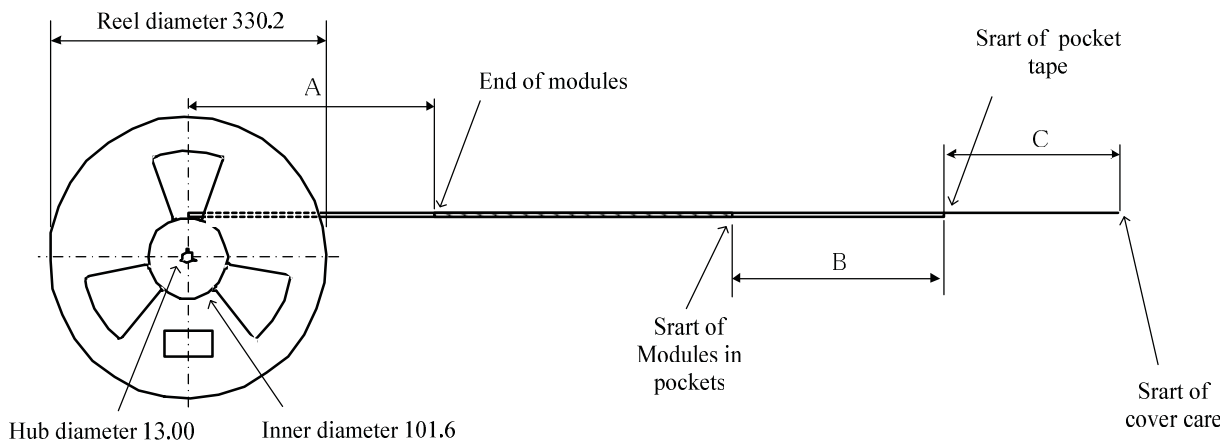 Reel diameter 330.2
A
End of modules
Srart of pocket
tape
C
B
Srart of
Modules in
pockets
Srart of
cover care
Hub diameter 13.00
Inner diameter 101.6